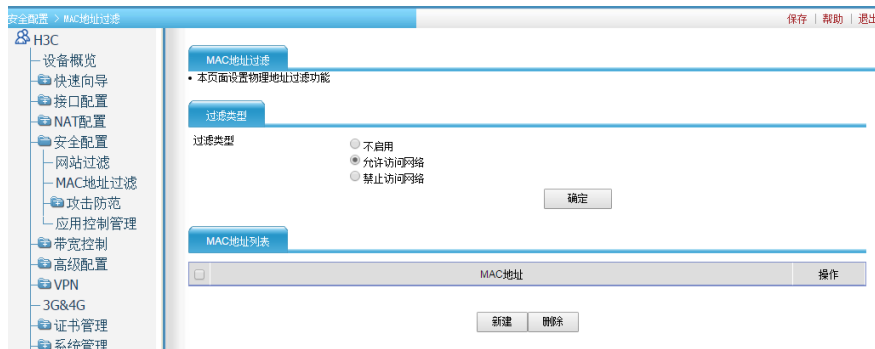 安全配置 > MAC地址过滤
保存 | 帮助 | 退出
H3C
设备概览
快速向导
接口配置
NAT配置
安全配置
网站过滤
MAC地址过滤
攻击防范
应用控制管理
带宽控制
高级配置
VPN
3G&4G
证书管理
系统管理
MAC地址过滤
• 本页面设置物理地址过滤功能
过滤类型
过滤类型
不启用
允许访问网络
禁止访问网络
确定
MAC地址列表
MAC地址 操作
新建 删除